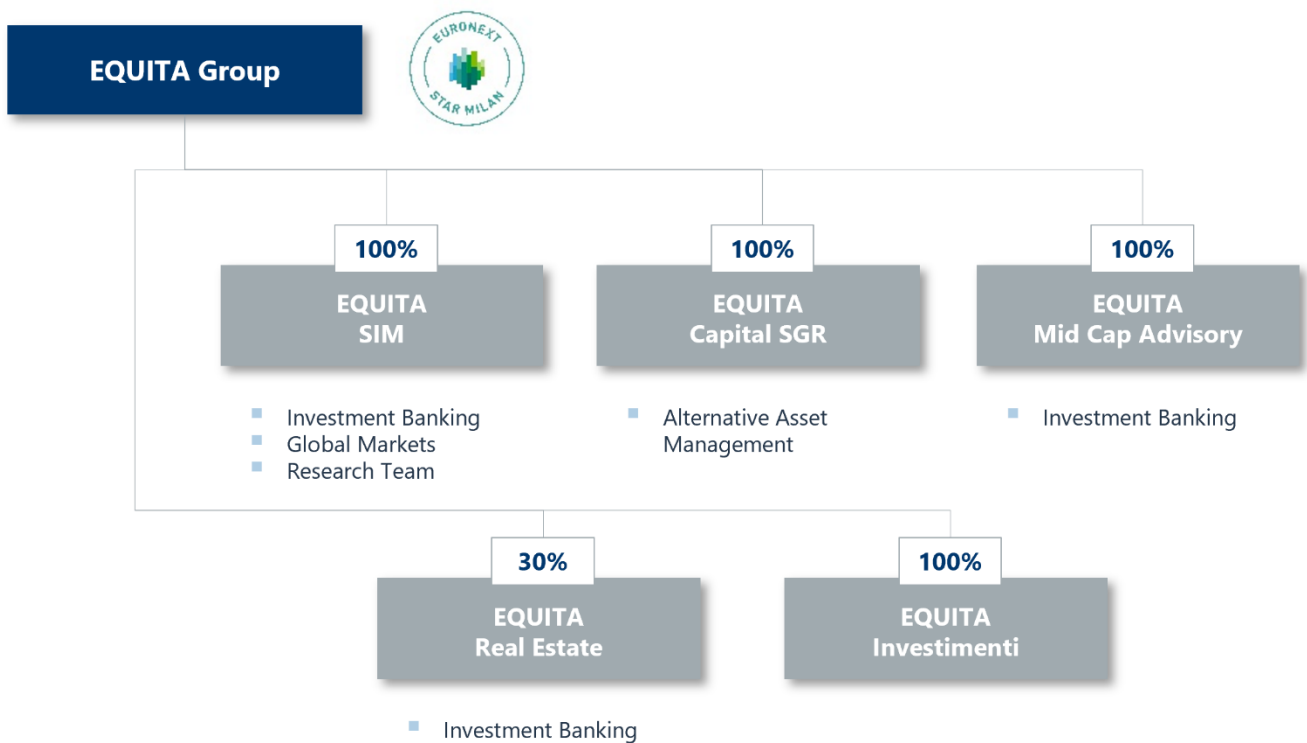 EQUITA Group
EURONEXT
STAR MILAN
100%
EQUITA
SIM
Investment Banking
Global Markets
Research Team
100%
EQUITA
Capital SGR
Alternative Asset
Management
100%
EQUITA
Mid Cap Advisory
Investment Banking
30%
EQUITA
Real Estate
Investment Banking
100%
EQUITA
Investimenti